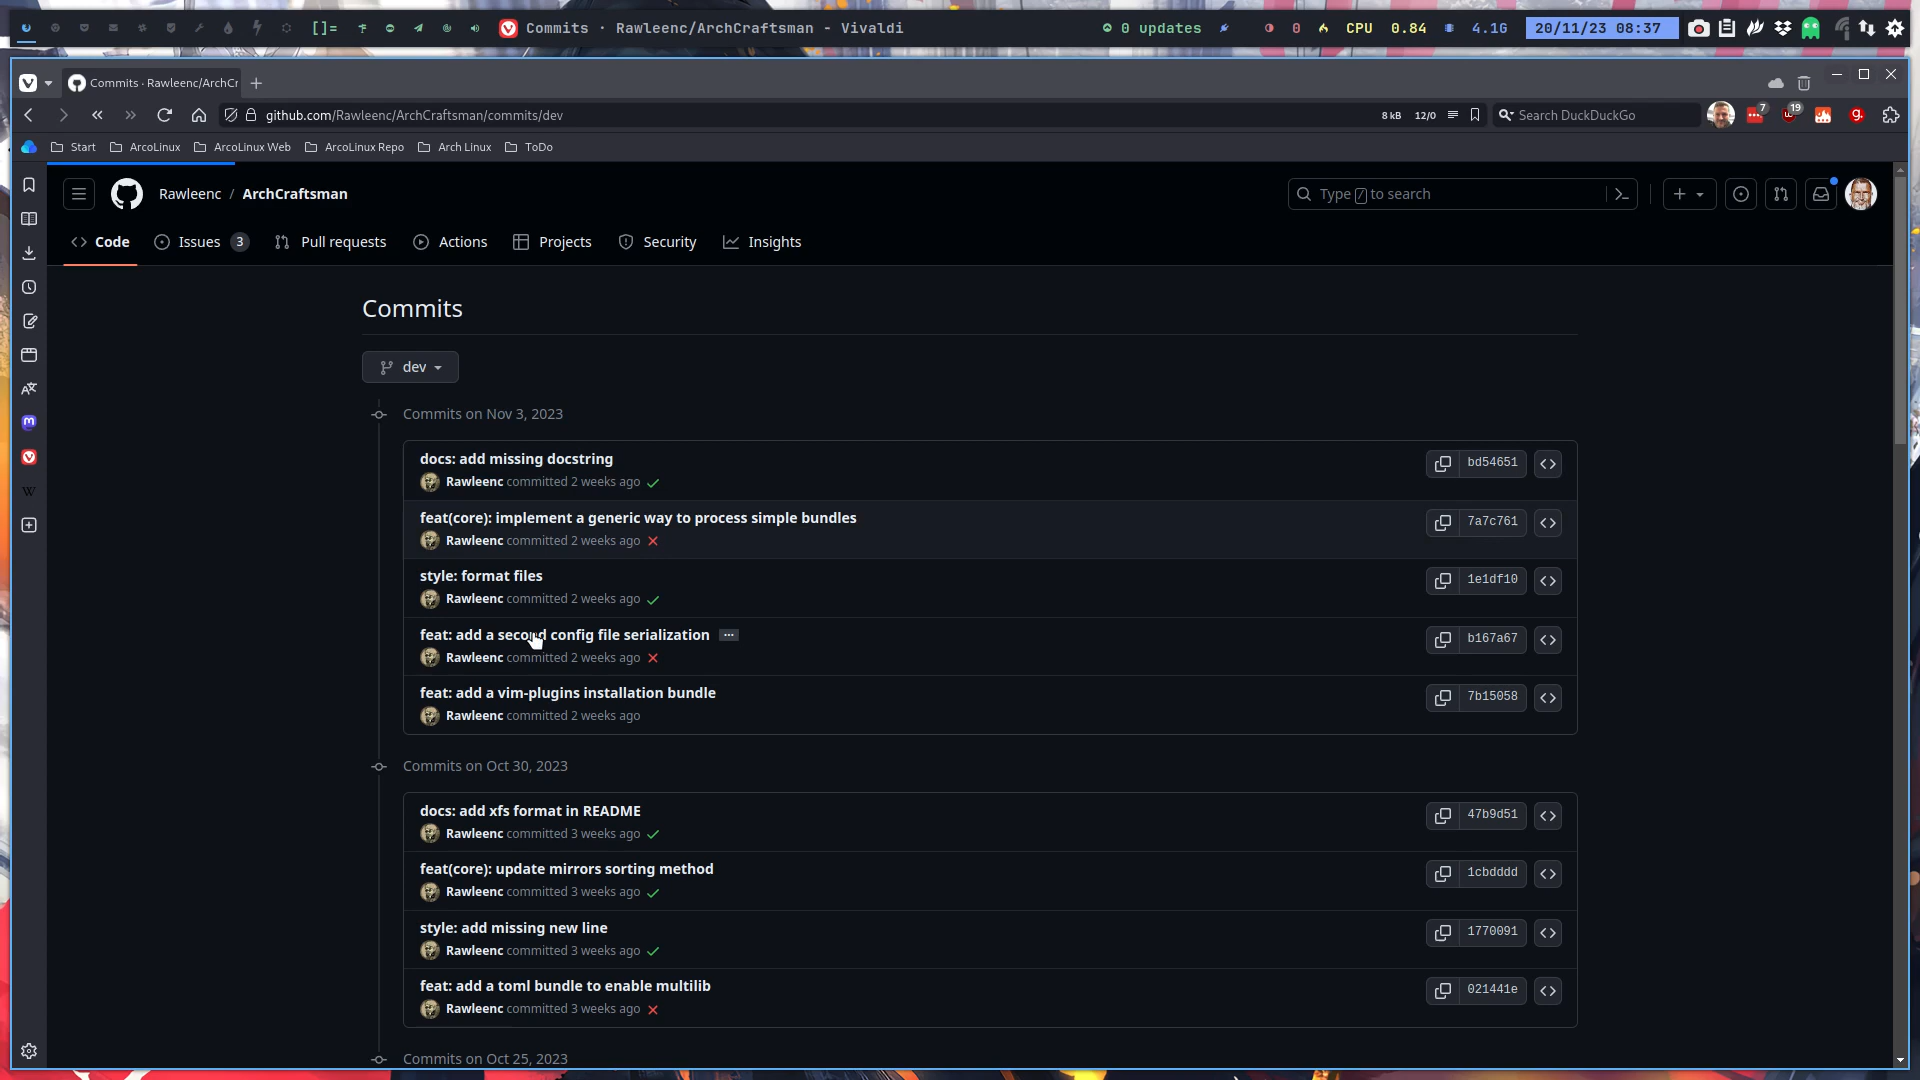 []= Commits · Rawleenc/ArchCraftsman - Vivaldi 0 updates 0 CPU 0.84 4.1G 20/11/23 08:37
Commits · Rawleenc/ArchCr
github.com/Rawleenc/ArchCraftsman/commits/dev 8 kB 12/0 Search DuckDuckGo 7 19 g.
Start ArcoLinux ArcoLinux Web ArcoLinux Repo Arch Linux ToDo
Rawleenc / ArchCraftsman Type / to search
Code Issues 3 Pull requests Actions Projects Security Insights
Commits
dev
Commits on Nov 3, 2023
docs: add missing docstring bd54651
Rawleenc committed 2 weeks ago
feat(core): implement a generic way to process simple bundles 7a7c761
Rawleenc committed 2 weeks ago
style: format files 1e1df10
Rawleenc committed 2 weeks ago
feat: add a second config file serialization ... b167a67
Rawleenc committed 2 weeks ago
feat: add a vim-plugins installation bundle 7b15058
Rawleenc committed 2 weeks ago
Commits on Oct 30, 2023
docs: add xfs format in README 47b9d51
Rawleenc committed 3 weeks ago
feat(core): update mirrors sorting method 1cbdddd
Rawleenc committed 3 weeks ago
style: add missing new line 1770091
Rawleenc committed 3 weeks ago
feat: add a toml bundle to enable multilib 021441e
Rawleenc committed 3 weeks ago
Commits on Oct 25, 2023